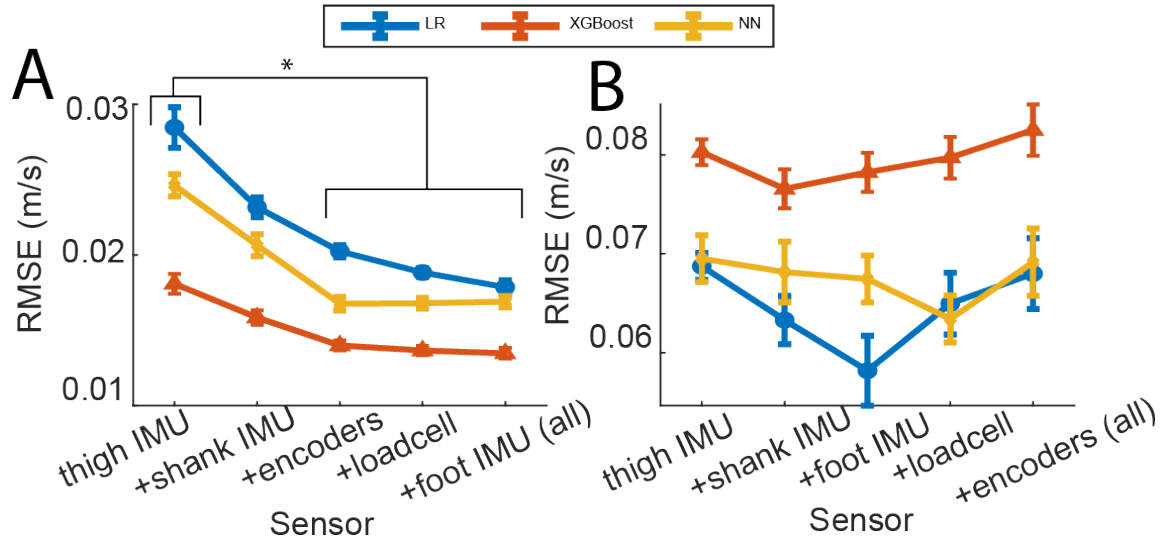 LR XGBoost NN
A
*
RMSE (m/s)
0.03
0.02
0.01
thigh IMU
+shank IMU
+encoders
+loadcell
+foot IMU (all)
Sensor
B
RMSE (m/s)
0.08
0.07
0.06
thigh IMU
+shank IMU
+foot IMU
+loadcell
+encoders (all)
Sensor